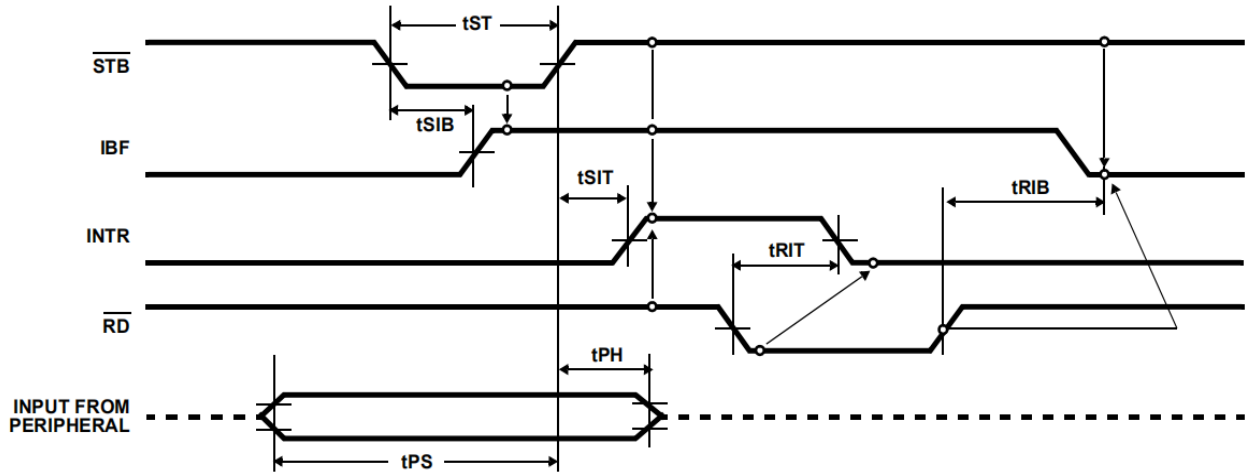 tST
STB
tSIB
IBF
tSIT
tRIB
INTR
tRIT
RD
tPH
INPUT FROM
PERIPHERAL
tPS